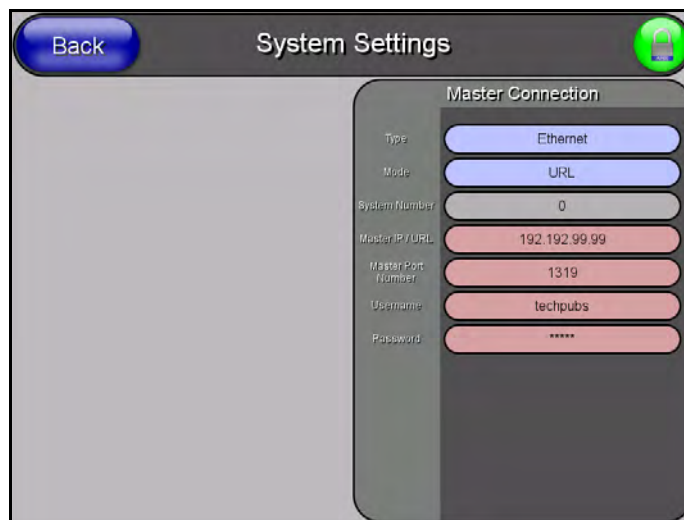 Back
System Settings
Master Connection
Type
Ethernet
Mode
URL
System Number
0
Master IP / URL
192.192.99.99
Master Port
Number
1319
Username
techpubs
Password
*****